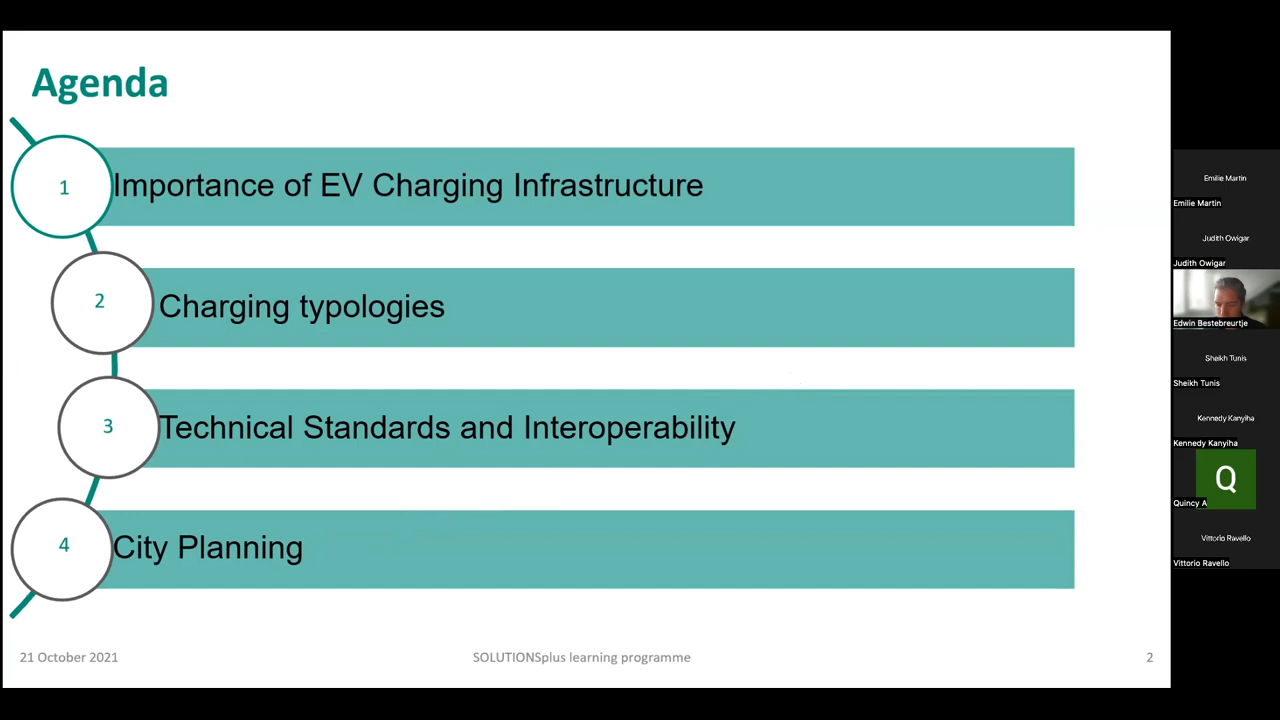 Agenda
1
Importance of EV Charging Infrastructure
2
Charging typologies
3
Technical Standards and Interoperability
4
City Planning
21 October 2021
SOLUTIONSplus learning programme
2
Emilie Martin
Emilie Martin
Judith Owigar
Judith Owigar
Edwin Bestebreurtje
Sheikh Tunis
Sheikh Tunis
Kennedy Kanyiha
Kennedy Kanyiha
Q
Quincy A
Vittorio Ravello
Vittorio Ravello